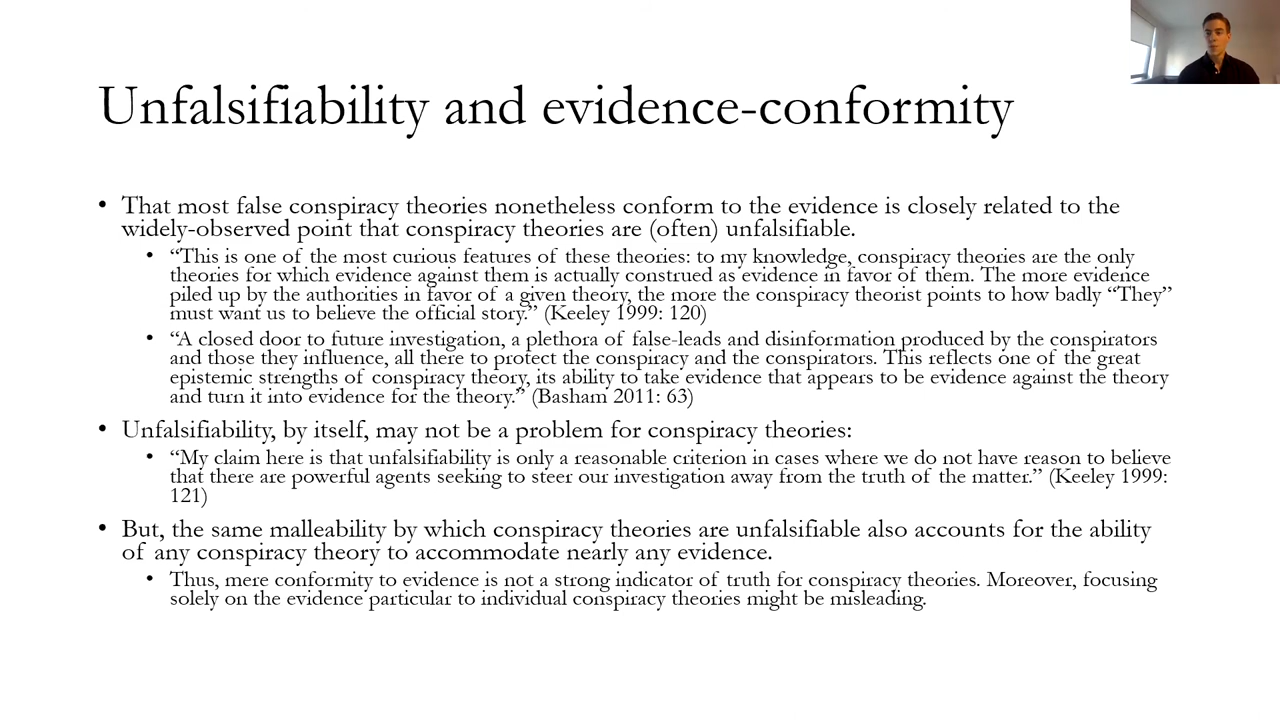 Unfalsifiability and evidence-conformity
• That most false conspiracy theories nonetheless conform to the evidence is closely related to the
widely-observed point that conspiracy theories are (often) unfalsifiable.
• “This is one of the most curious features of these theories: to my knowledge, conspiracy theories are the only
theories for which evidence against them is actually construed as evidence in favor of them. The more evidence
piled up by the authorities in favor of a given theory, the more the conspiracy theorist points to how badly “They”
must want us to believe the official story.” (Keeley 1999: 120)
• “A closed door to future investigation, a plethora of false-leads and disinformation produced by the conspirators
and those they influence, all there to protect the conspiracy and the conspirators. This reflects one of the great
epistemic strengths of conspiracy theory, its ability to take evidence that appears to be evidence against the theory
and turn it into evidence for the theory.” (Basham 2011: 63)
• Unfalsifiability, by itself, may not be a problem for conspiracy theories:
• “My claim here is that unfalsifiability is only a reasonable criterion in cases where we do not have reason to believe
that there are powerful agents seeking to steer our investigation away from the truth of the matter.” (Keeley 1999:
121)
• But, the same malleability by which conspiracy theories are unfalsifiable also accounts for the ability
of any conspiracy theory to accommodate nearly any evidence.
• Thus, mere conformity to evidence is not a strong indicator of truth for conspiracy theories. Moreover, focusing
solely on the evidence particular to individual conspiracy theories might be misleading.